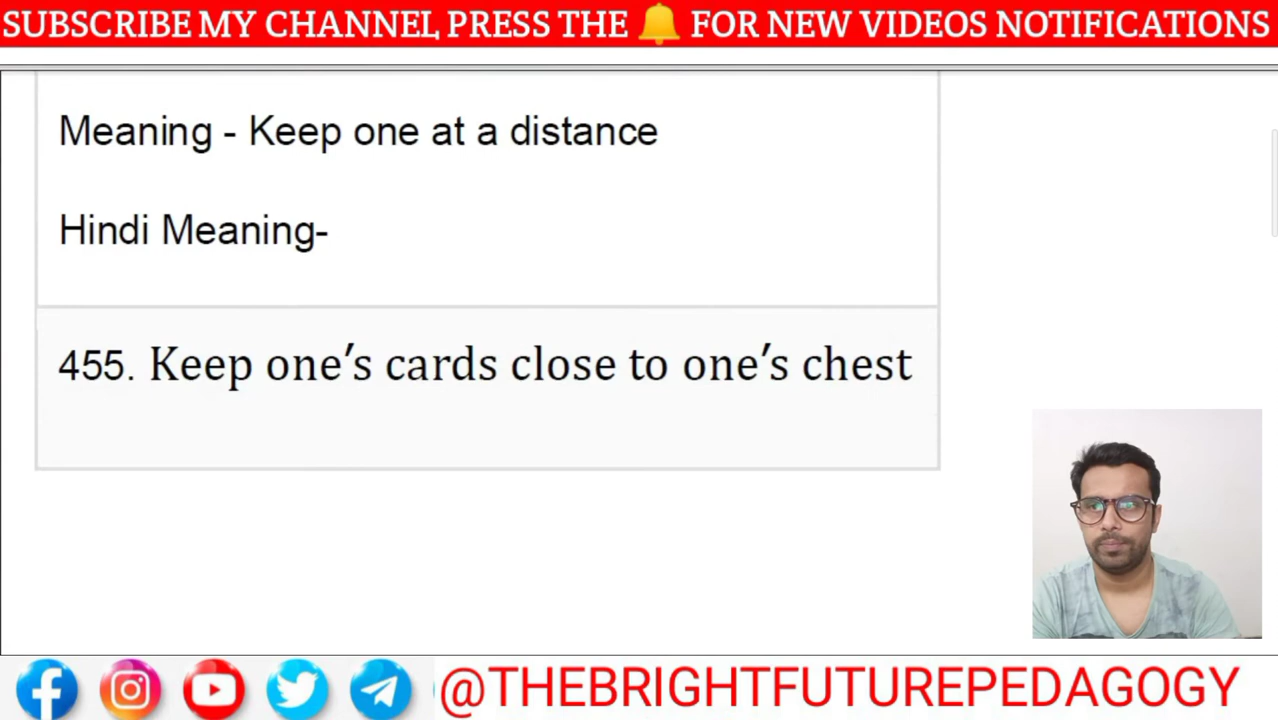 SUBSCRIBE MY CHANNEL, PRESS THE 🔔 FOR NEW VIDEOS NOTIFICATIONS
Meaning - Keep one at a distance
Hindi Meaning-
455. Keep one’s cards close to one’s chest
@THEBRIGHTFUTUREPEDAGOGY